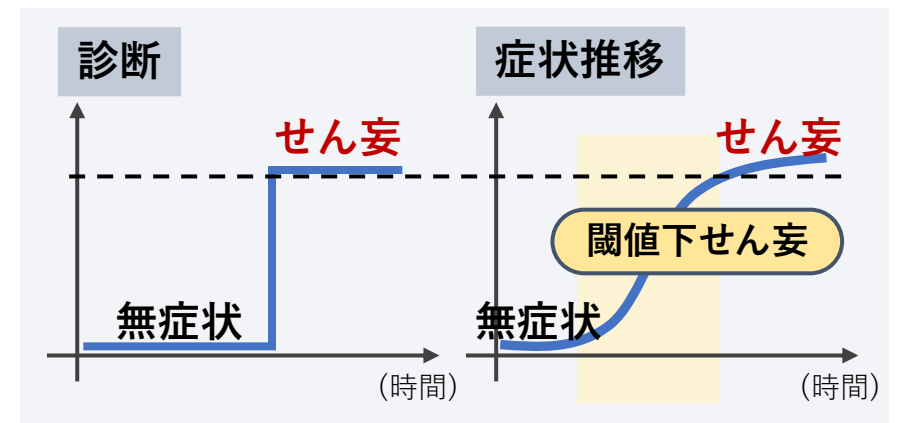 診断
せん妄
無症状
(時間)
症状推移
せん妄
閾値下せん妄
無症状
(時間)